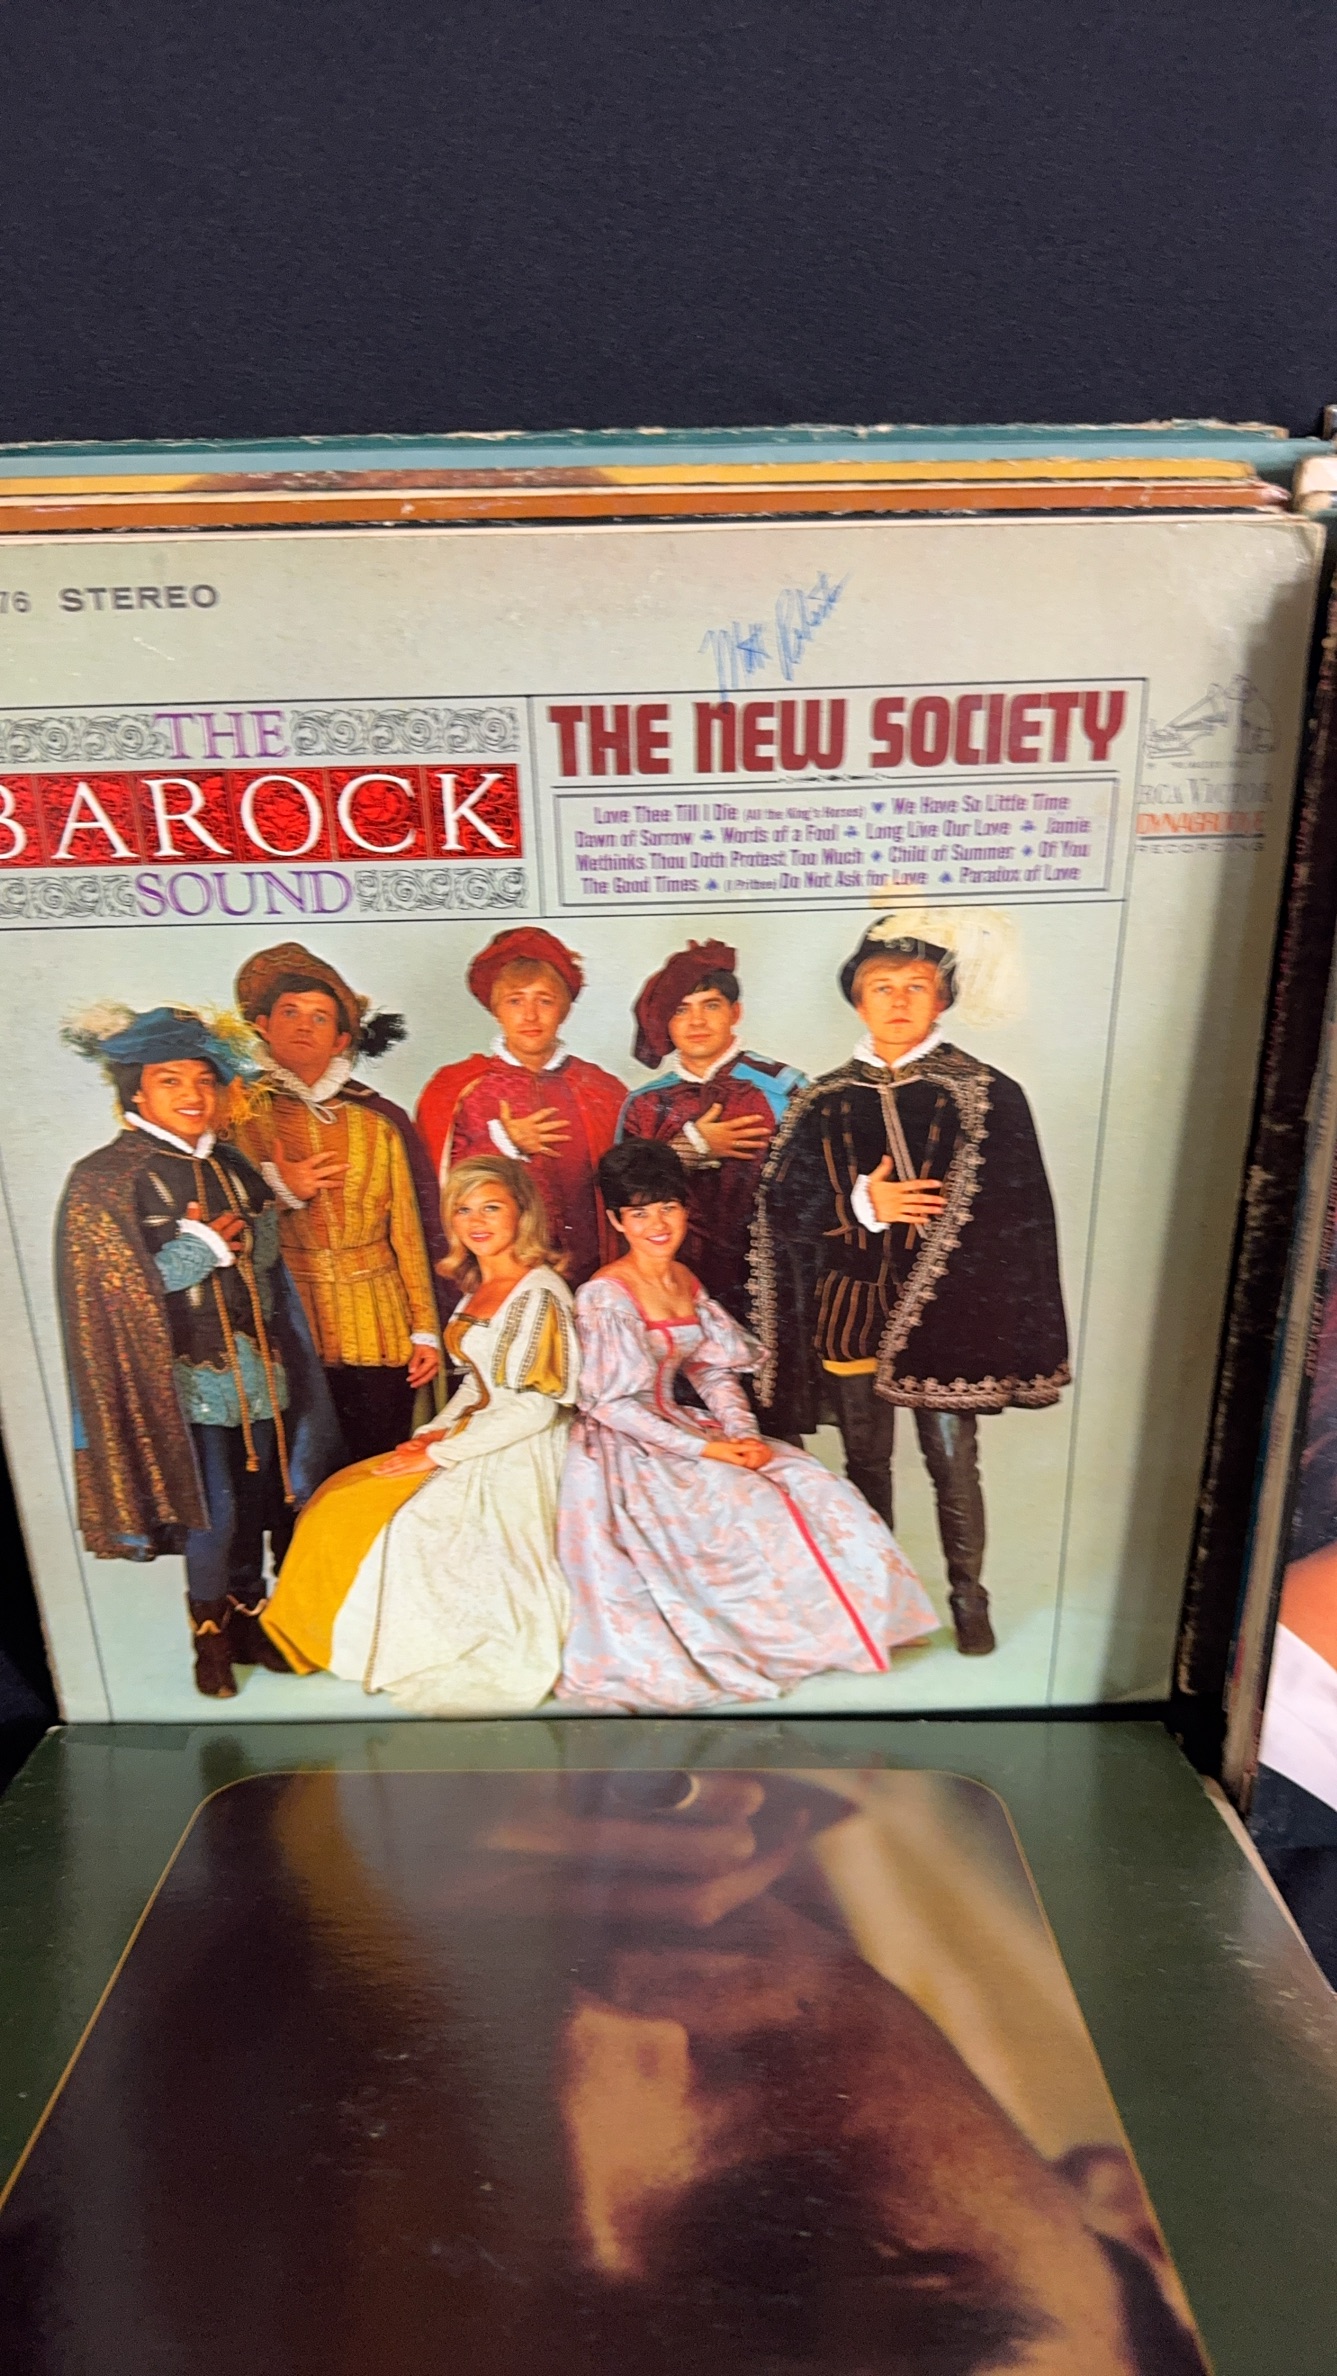 76 STEREO
THE
BAROCK
SOUND
THE NEW SOCIETY
Love Thee Till I Die (All the King's Horses) ♥ We Have So Little Time
Dawn of Sorrow ♣ Words of a Fool ♣ Long Live Our Love ♣ Jamie
Methinks Thou Doth Protest Too Much ♦ Child of Summer ♦ Of You
The Good Times ♠ (I Prithee) Do Not Ask for Love ♠ Paradox of Love
RCA VICTOR
DYNAGROOVE
RECORDING